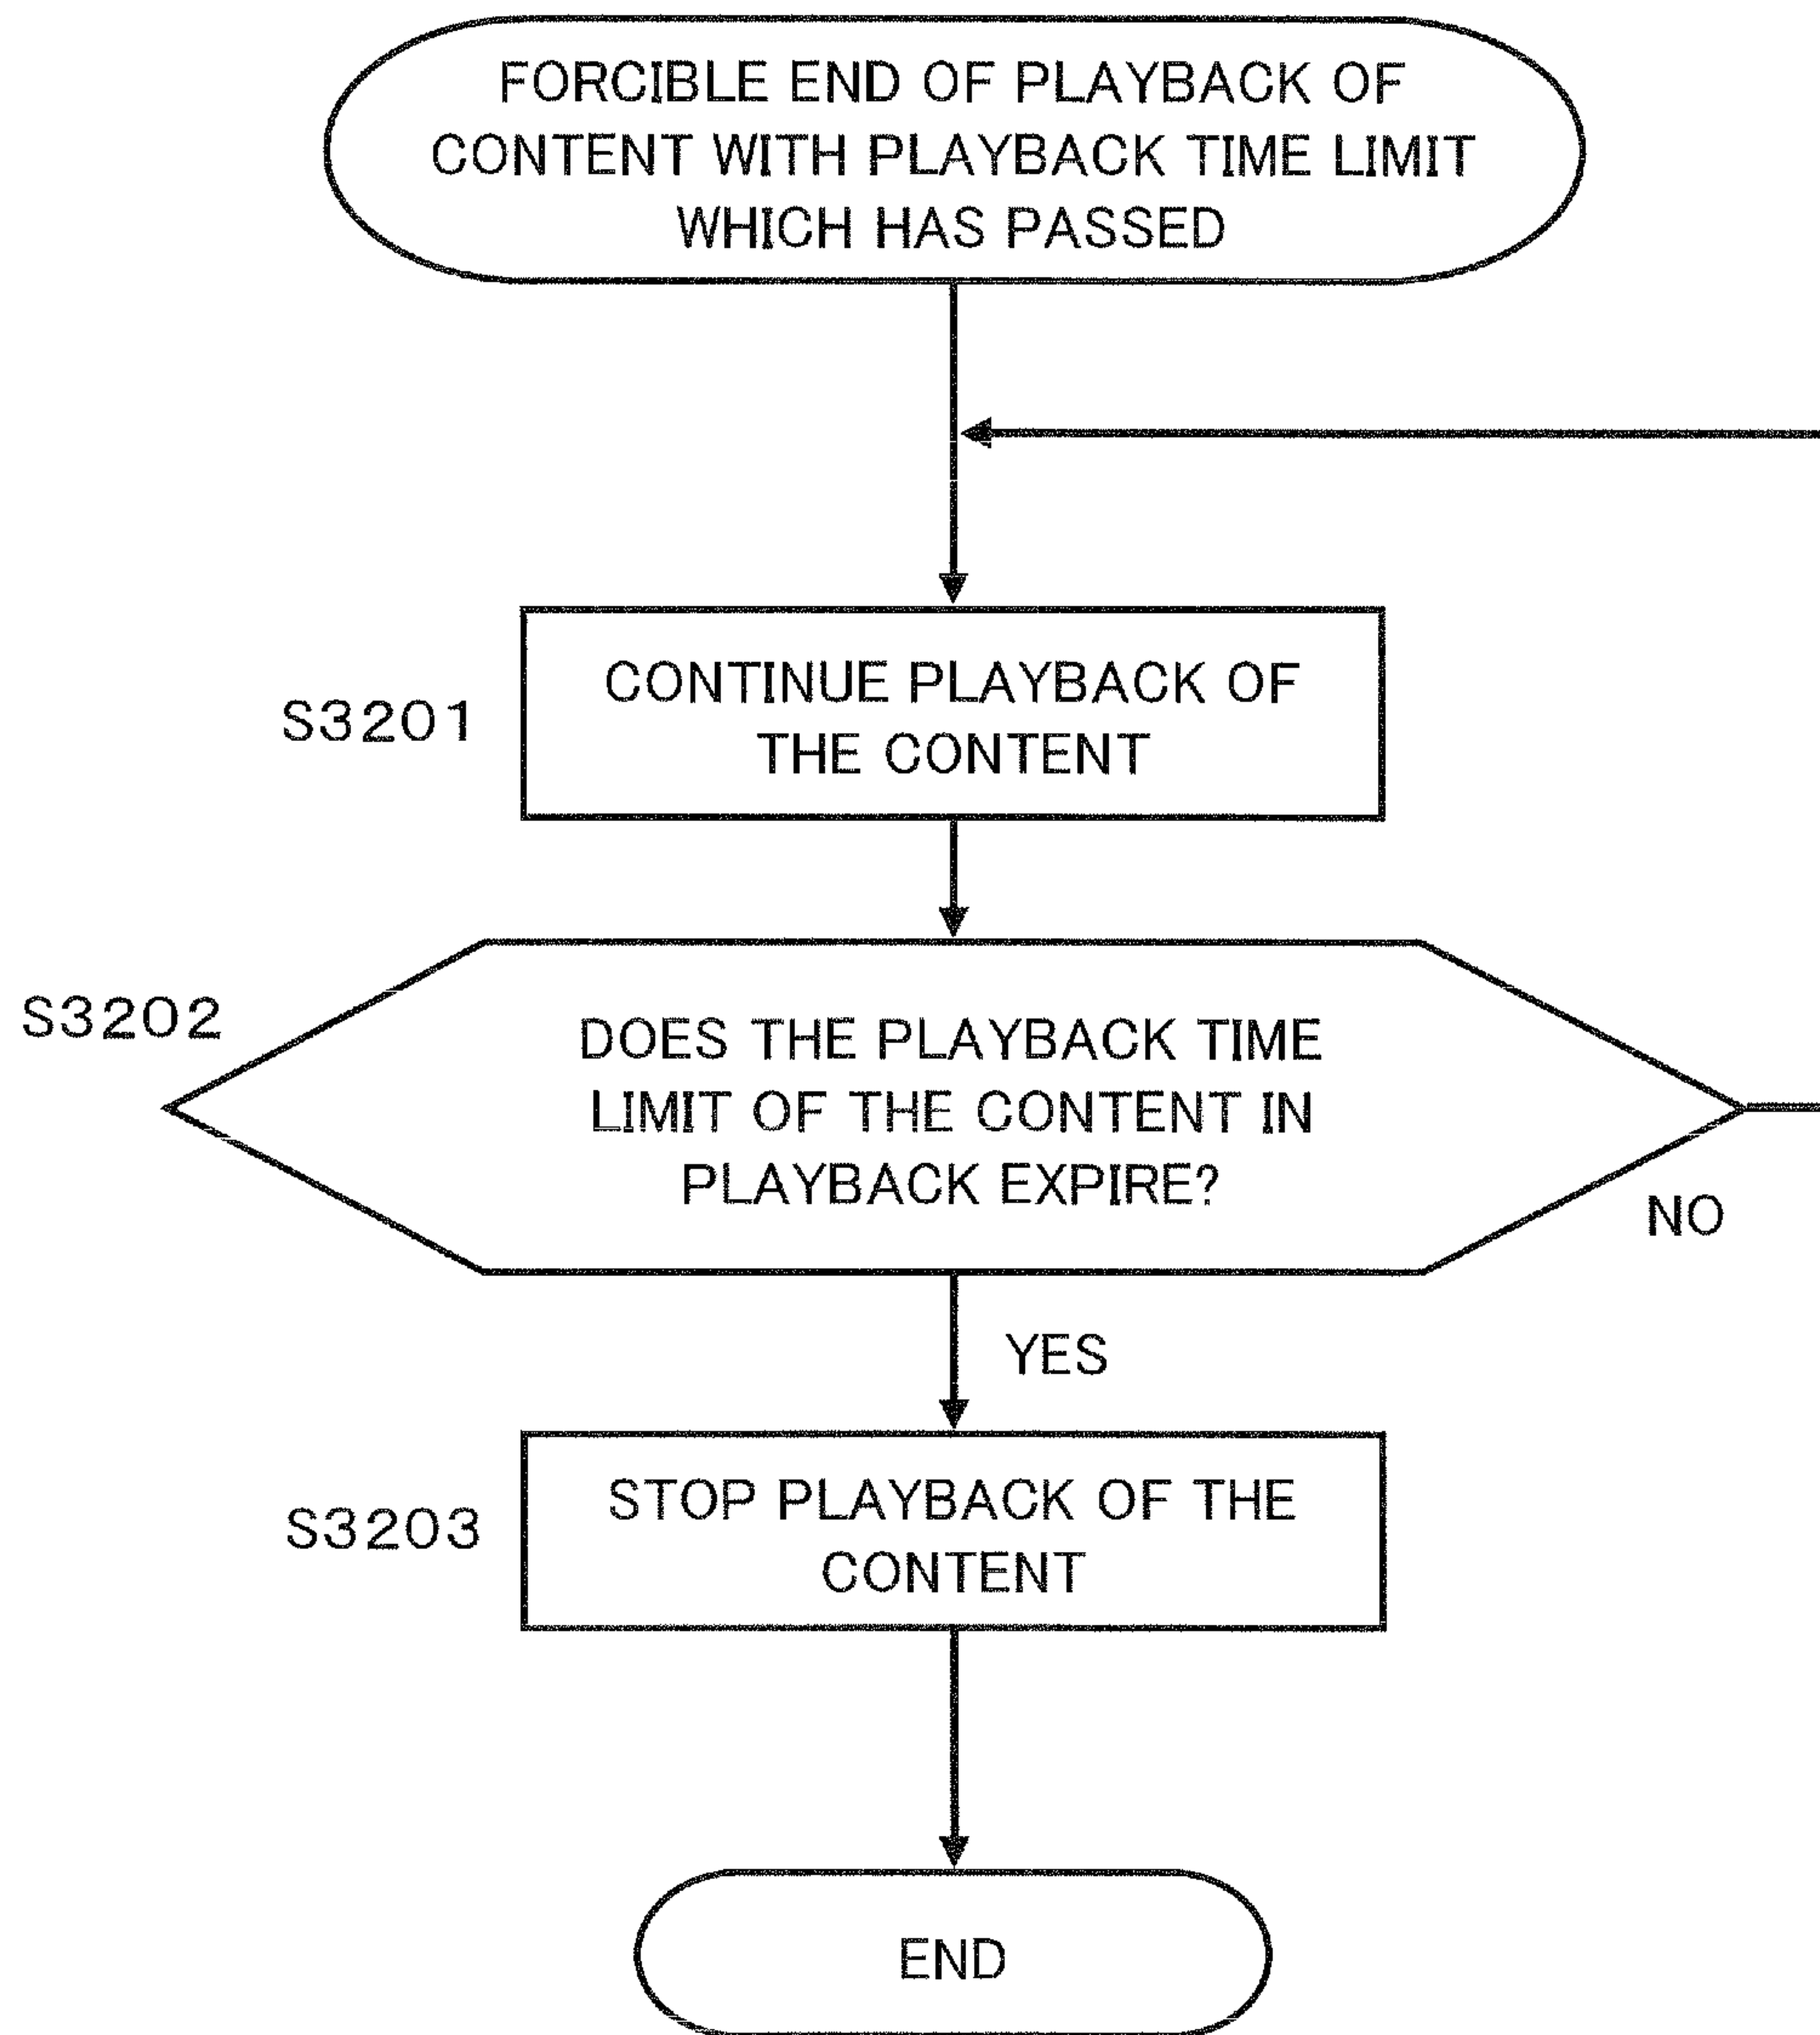 FORCIBLE END OF PLAYBACK OF
CONTENT WITH PLAYBACK TIME LIMIT
WHICH HAS PASSED
S3201
CONTINUE PLAYBACK OF
THE CONTENT
S3202
DOES THE PLAYBACK TIME
LIMIT OF THE CONTENT IN
PLAYBACK EXPIRE?
NO
YES
S3203
STOP PLAYBACK OF THE
CONTENT
END